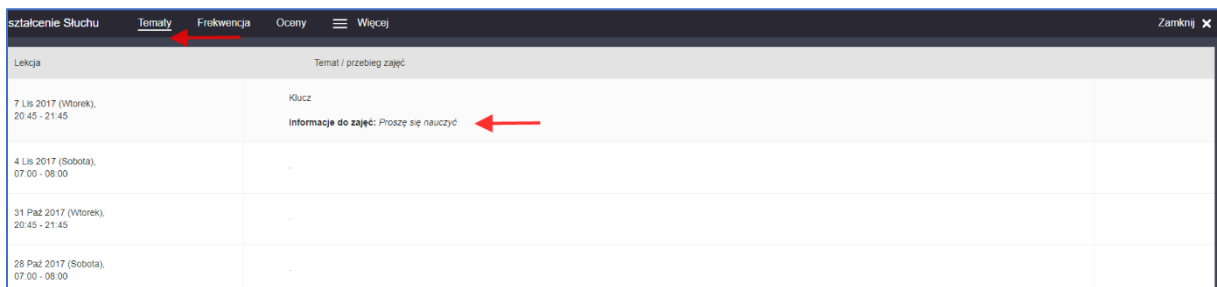 ształcenie Słuchu Tematy Frekwencja Oceny Więcej Zamknij ✕
Lekcja Temat / przebieg zajęć
7 Lis 2017 (Wtorek),
20:45 - 21:45
Klucz
Informacje do zajęć: Proszę się nauczyć
4 Lis 2017 (Sobota),
07:00 - 08:00
-
31 Paź 2017 (Wtorek),
20:45 - 21:45
-
28 Paź 2017 (Sobota),
07:00 - 08:00
-